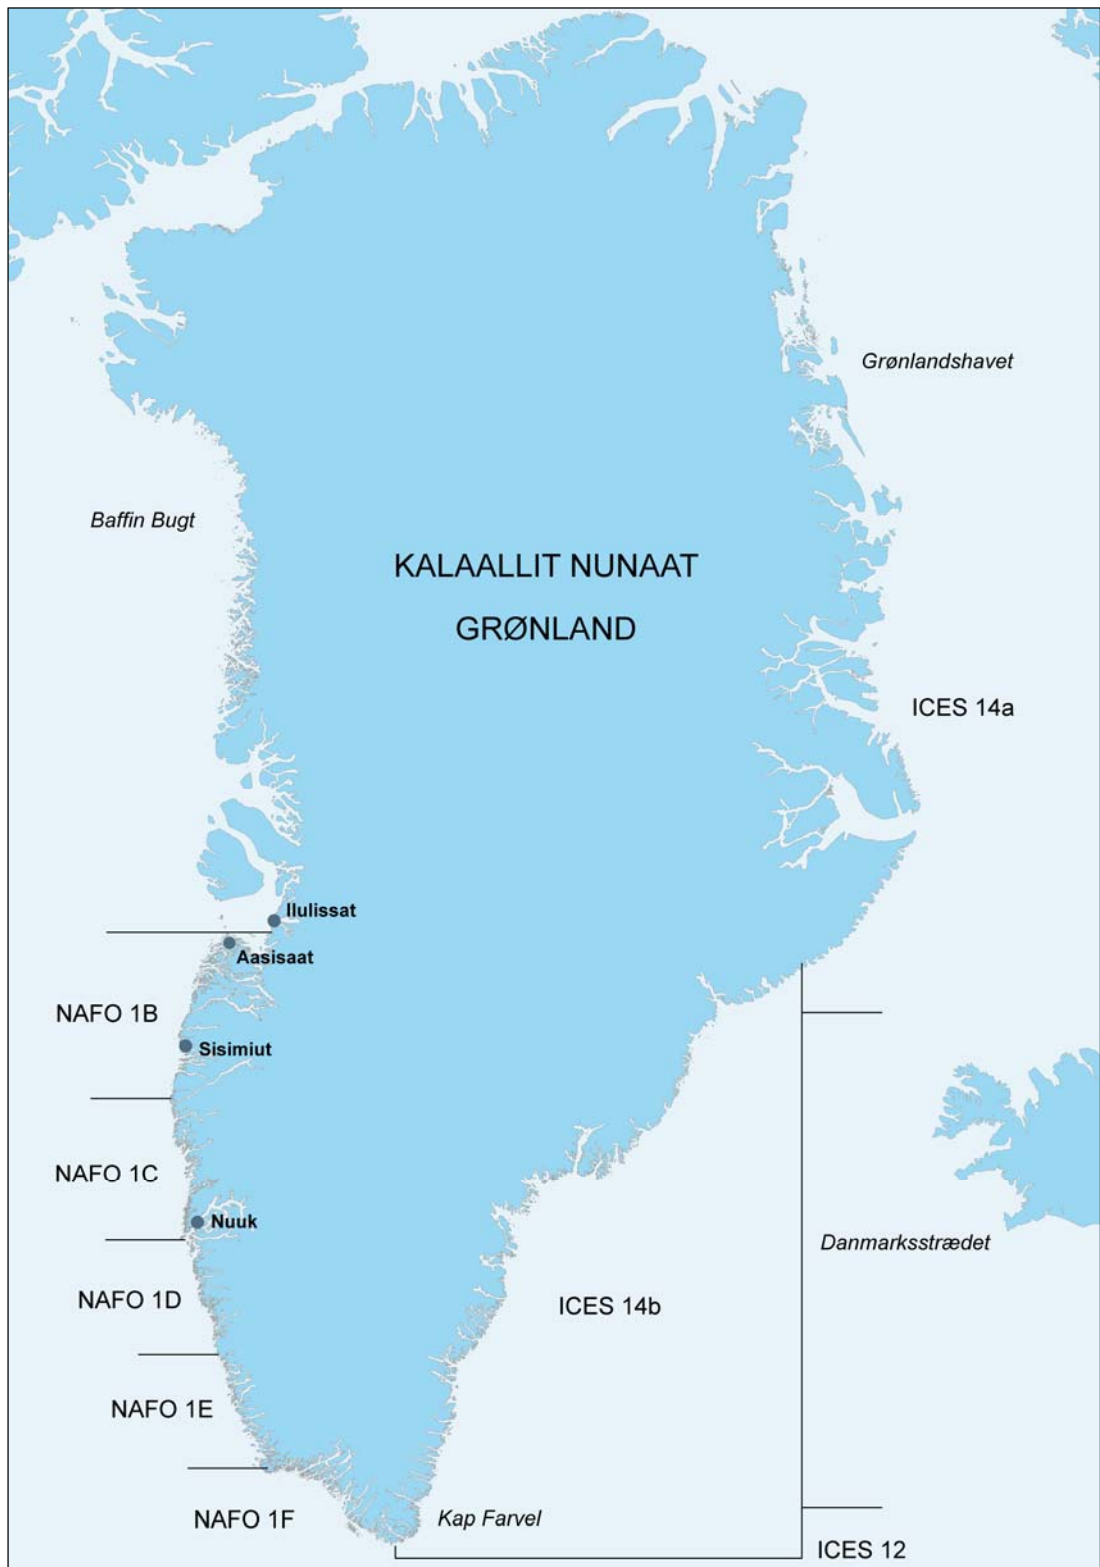 Grønlandshavet
Baffin Bugt
KALAALLIT NUNAAT
GRØNLAND
ICES 14a
Ilulissat
Aasisaat
NAFO 1B
Sisimiut
NAFO 1C
Nuuk
Danmarksstrædet
NAFO 1D
ICES 14b
NAFO 1E
NAFO 1F
Kap Farvel
ICES 12